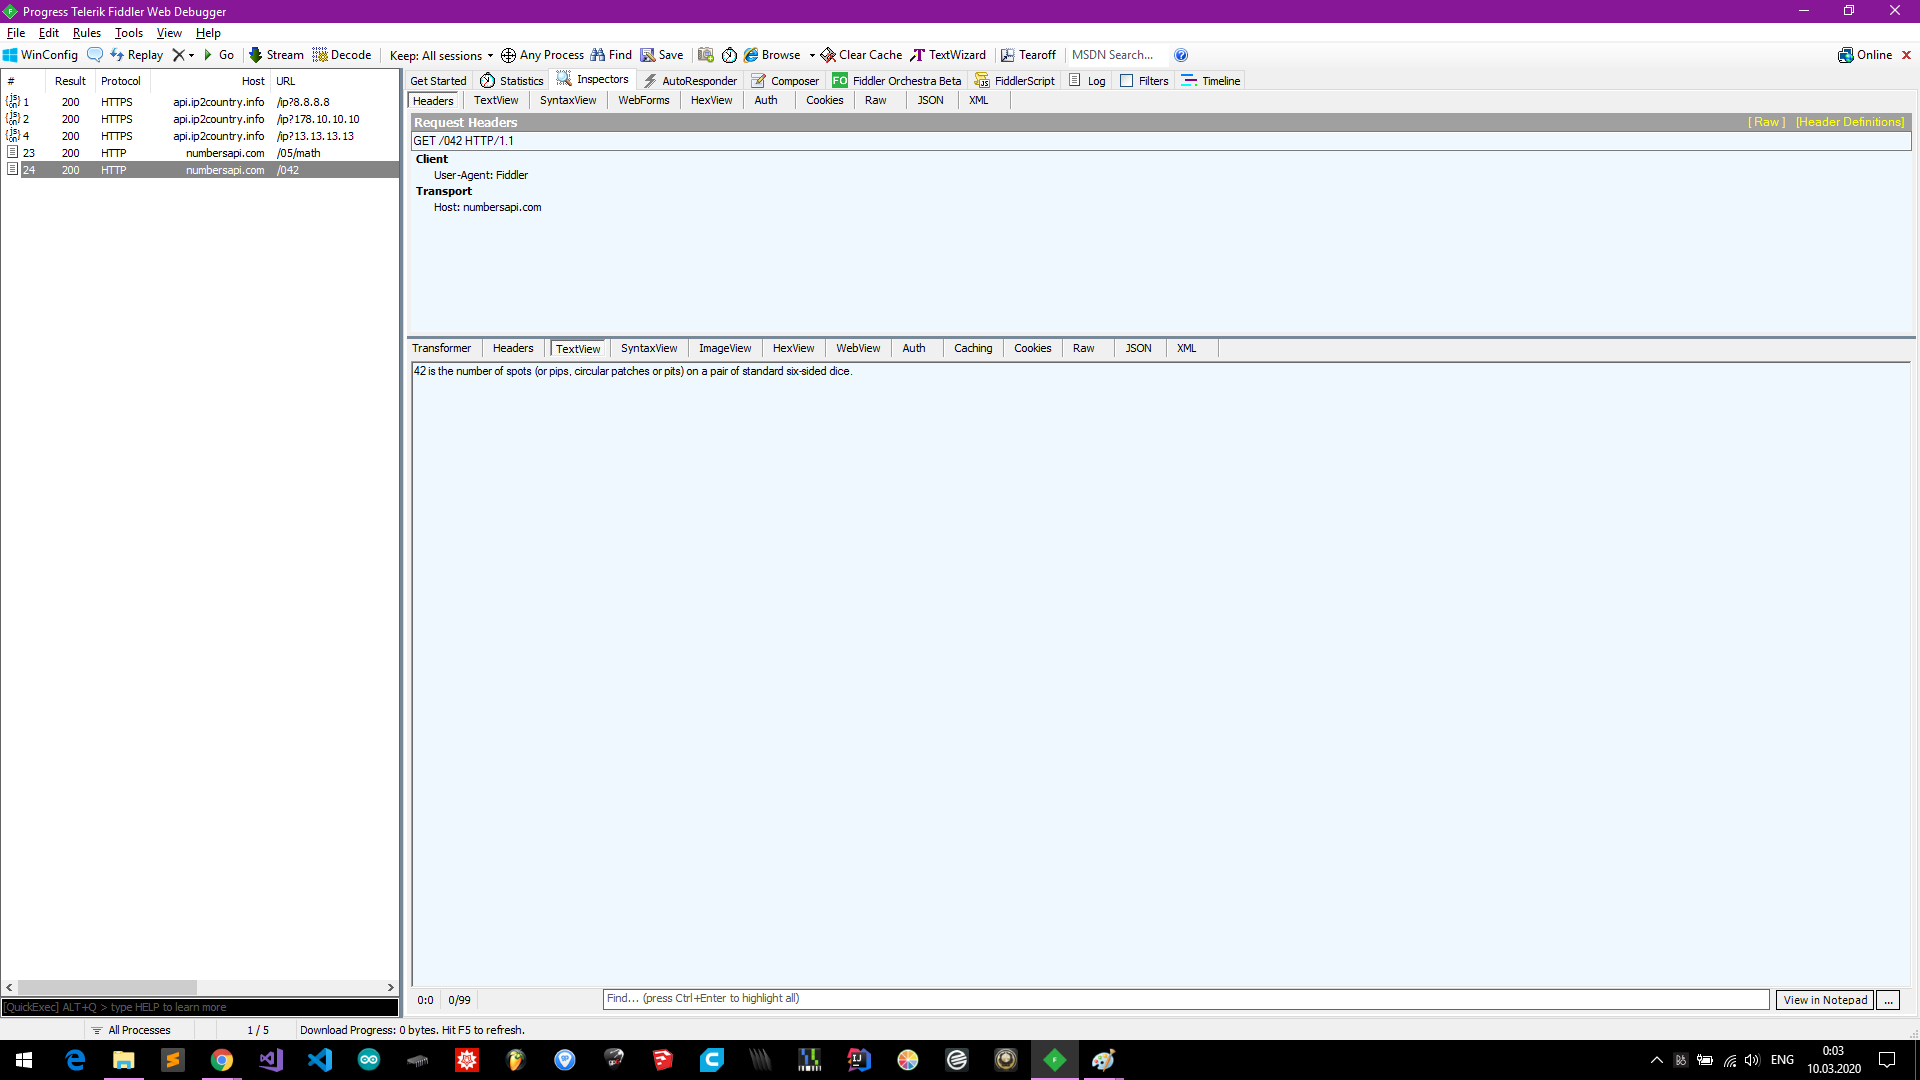 Progress Telerik Fiddler Web Debugger
File Edit Rules Tools View Help
WinConfig Replay Go Stream Decode Keep: All sessions Any Process Find Save Browse Clear Cache TextWizard Tearoff MSDN Search... Online
# Result Protocol Host URL
1 200 HTTPS api.ip2country.info /ip?8.8.8.8
2 200 HTTPS api.ip2country.info /ip?178.10.10.10
4 200 HTTPS api.ip2country.info /ip?13.13.13.13
23 200 HTTP numbersapi.com /05/math
24 200 HTTP numbersapi.com /042
Get Started Statistics Inspectors AutoResponder Composer FO Fiddler Orchestra Beta FiddlerScript Log Filters Timeline
Headers TextView SyntaxView WebForms HexView Auth Cookies Raw JSON XML
Request Headers [ Raw ] [Header Definitions]
GET /042 HTTP/1.1
Client
User-Agent: Fiddler
Transport
Host: numbersapi.com
Transformer Headers TextView SyntaxView ImageView HexView WebView Auth Caching Cookies Raw JSON XML
42 is the number of spots (or pips, circular patches or pits) on a pair of standard six-sided dice.
0:0 0/99 Find... (press Ctrl+Enter to highlight all) View in Notepad ...
[QuickExec] ALT+Q > type HELP to learn more
All Processes 1 / 5 Download Progress: 0 bytes. Hit F5 to refresh.
ENG
0:03
10.03.2020